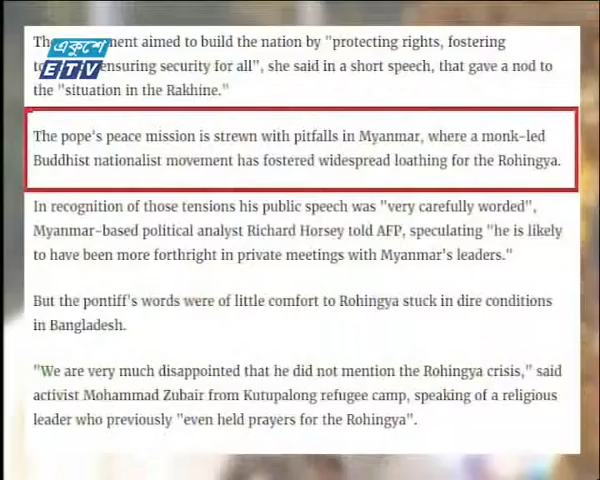 একুশে
ETV
The
nent aimed to build the nation by "protecting rights, fostering
ensuring security for all", she said in a short speech, that gave a nod to
the "situation in the Rakhine."
The pope's peace mission is strewn with pitfalls in Myanmar, where a monk-led
Buddhist nationalist movement has fostered widespread loathing for the Rohingya.
In recognition of those tensions his public speech was "very carefully worded",
Myanmar-based political analyst Richard Horsey told AFP, speculating "he is likely
to have been more forthright in private meetings with Myanmar's leaders."
But the pontiff's words were of little comfort to Rohingya stuck in dire conditions
in Bangladesh.
"We are very much disappointed that he did not mention the Rohingya crisis," said
activist Mohammad Zubair from Kutupalong refugee camp, speaking of a religious
leader who previously "even held prayers for the Rohingya".